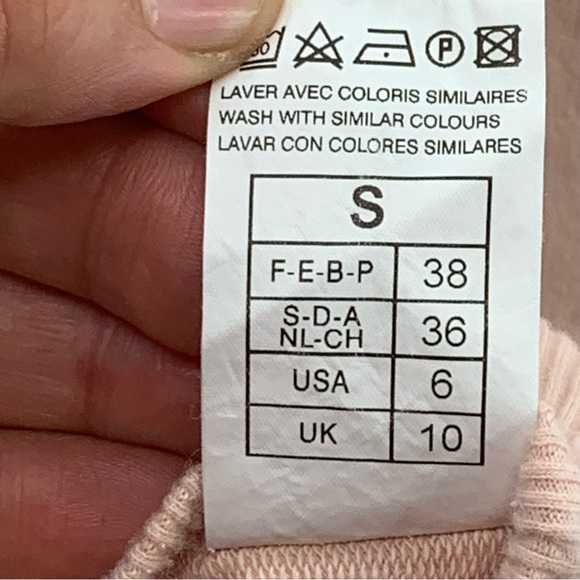 30
P
LAVER AVEC COLORIS SIMILAIRES
WASH WITH SIMILAR COLOURS
LAVAR CON COLORES SIMILARES
S
F-E-B-P 38
S-D-A
NL-CH 36
USA 6
UK 10